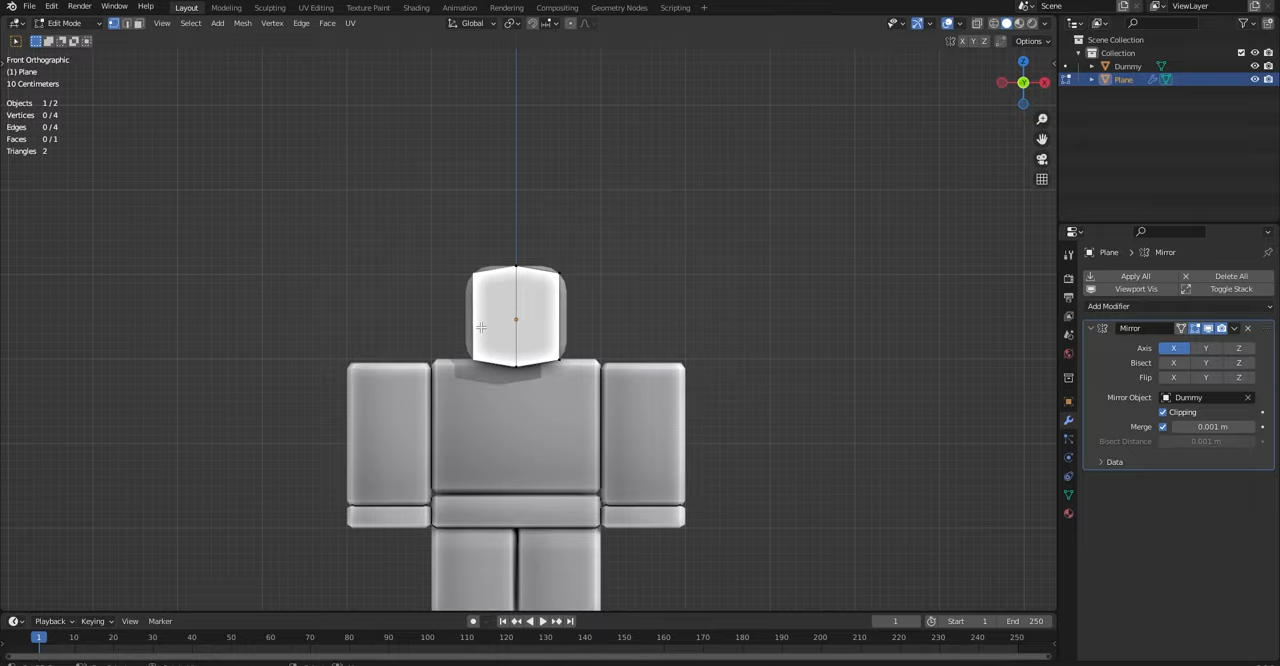 File Edit Render Window Help Layout Modeling Sculpting UV Editing Texture Paint Shading Animation Rendering Compositing Geometry Nodes Scripting + Scene ViewLayer
Edit Mode View Select Add Mesh Vertex Edge Face UV Global
X Y Z Options
Front Orthographic
(1) Plane
10 Centimeters
Objects 1/2
Vertices 0/4
Edges 0/4
Faces 0/1
Triangles 2
Z
Y
X
Scene Collection
Collection
Dummy
Plane
Plane > Mirror
Apply All Delete All
Viewport Vis Toggle Stack
Add Modifier
Mirror
Axis X Y Z
Bisect X Y Z
Flip X Y Z
Mirror Object Dummy
Clipping
Merge 0.001 m
Bisect Distance 0.001 m
Data
Playback Keying View Marker 1 Start 1 End 250
1 10 20 30 40 50 60 70 80 90 100 110 120 130 140 150 160 170 180 190 200 210 220 230 240 250